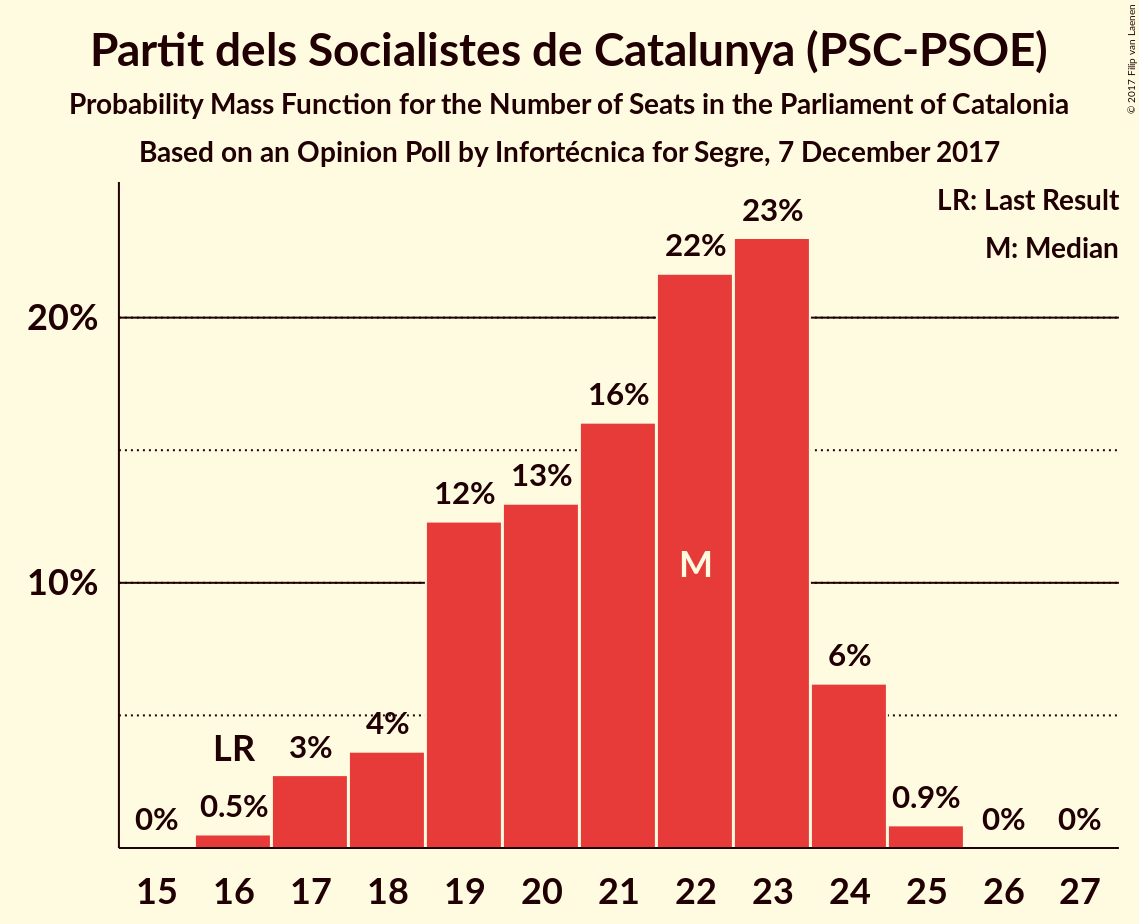 Partit dels Socialistes de Catalunya (PSC-PSOE)
Probability Mass Function for the Number of Seats in the Parliament of Catalonia
Based on an Opinion Poll by Infortécnica for Segre, 7 December 2017
© 2017 Filip van Laenen
LR: Last Result
M: Median
20%
10%
0%
LR
0.5%
3%
4%
12%
13%
16%
22%
M
23%
6%
0.9%
0%
0%
15 16 17 18 19 20 21 22 23 24 25 26 27